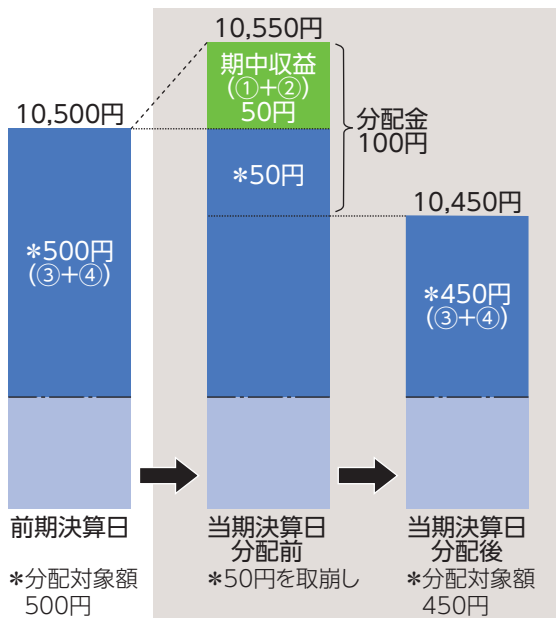 10,550円
期中収益
(①+②)
50円
10,500円
分配金
100円
*50円
10,450円
*500円
(③+④)
*450円
(③+④)
前期決算日
当期決算日
分配前
当期決算日
分配後
*分配対象額
500円
*50円を取崩し
*分配対象額
450円